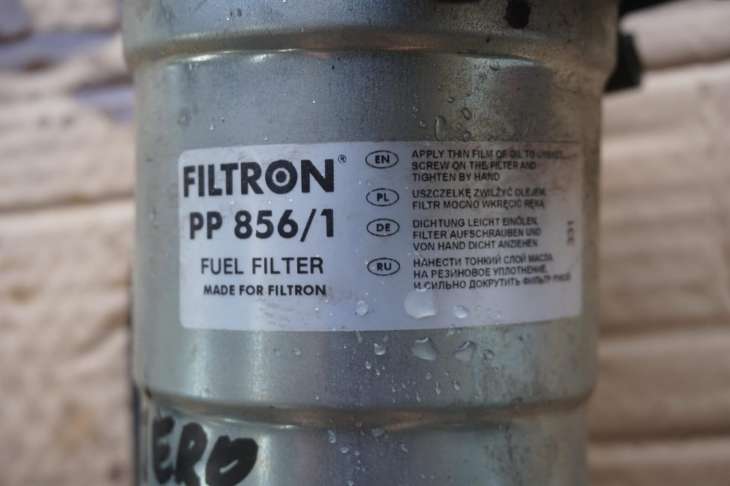 FILTRON®
PP 856/1
FUEL FILTER
MADE FOR FILTRON
EN
APPLY THIN FILM OF OIL TO
SCREW ON THE FILTER AND
TIGHTEN BY HAND
PL
USZCZELKĘ ZWILŻYĆ OLEJEM,
FILTR MOCNO WKRĘCIĆ RĘKĄ
DE
DICHTUNG LEICHT EINÖLEN,
FILTER AUFSCHRAUBEN UND
VON HAND DICHT ANZIEHEN
RU
НАНЕСТИ ТОНКИЙ СЛОЙ МАСЛА
НА РЕЗИНОВОЕ УПЛОТНЕНИЕ,
И СИЛЬНО ДОКРУТИТЬ ФИЛЬТР
331
ERO